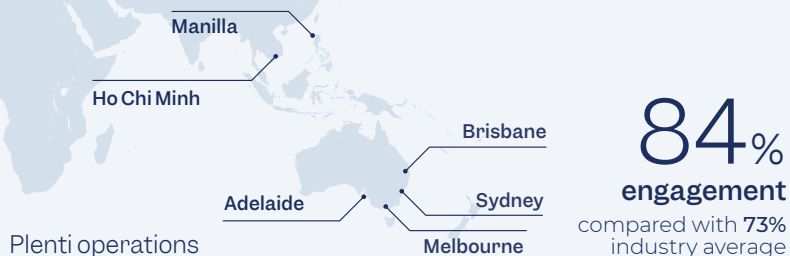 Manilla
Ho Chi Minh
Brisbane
Adelaide
Sydney
Melbourne
Plenti operations
84%
engagement
compared with 73%
industry average